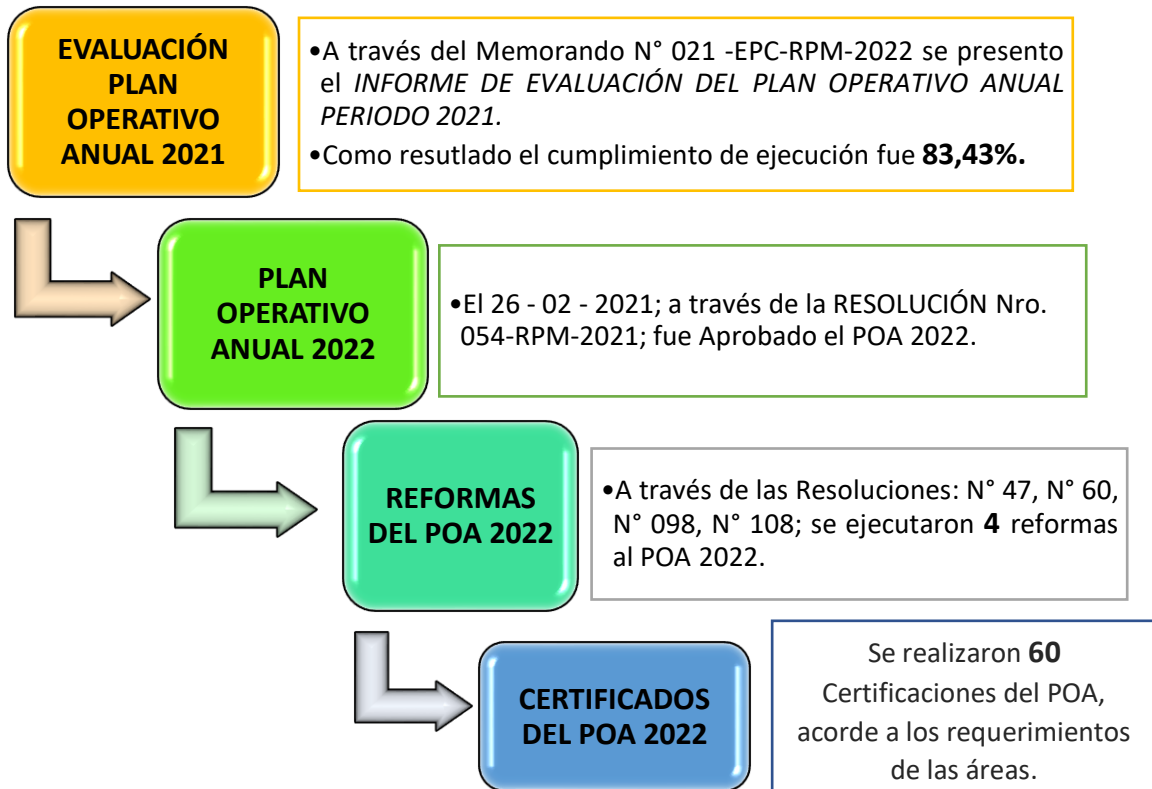 EVALUACIÓN
PLAN
OPERATIVO
ANUAL 2021
•A través del Memorando N° 021 -EPC-RPM-2022 se presento
el INFORME DE EVALUACIÓN DEL PLAN OPERATIVO ANUAL
PERIODO 2021.
•Como resutlado el cumplimiento de ejecución fue 83,43%.
PLAN
OPERATIVO
ANUAL 2022
•El 26 - 02 - 2021; a través de la RESOLUCIÓN Nro.
054-RPM-2021; fue Aprobado el POA 2022.
REFORMAS
DEL POA 2022
•A través de las Resoluciones: N° 47, N° 60,
N° 098, N° 108; se ejecutaron 4 reformas
al POA 2022.
CERTIFICADOS
DEL POA 2022
Se realizaron 60
Certificaciones del POA,
acorde a los requerimientos
de las áreas.